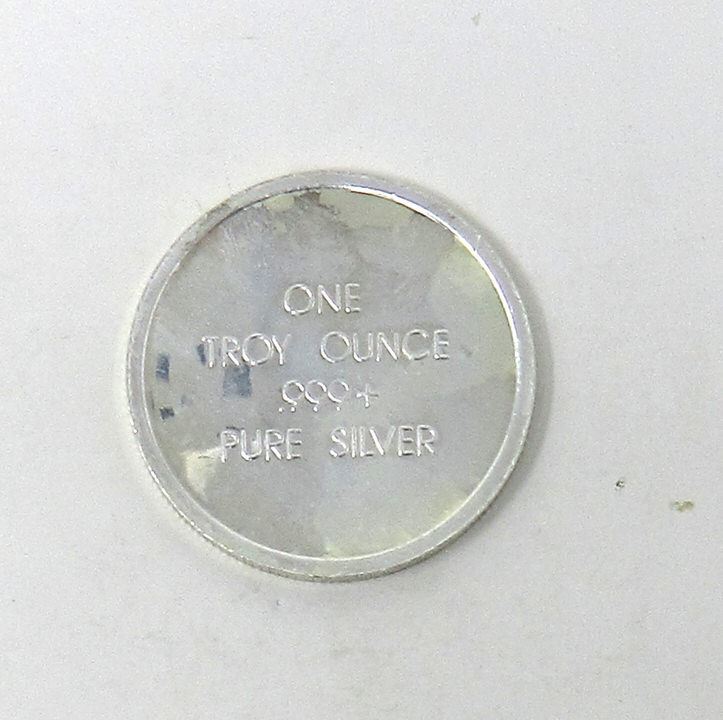 ONE
TROY OUNCE
.999+
PURE SILVER